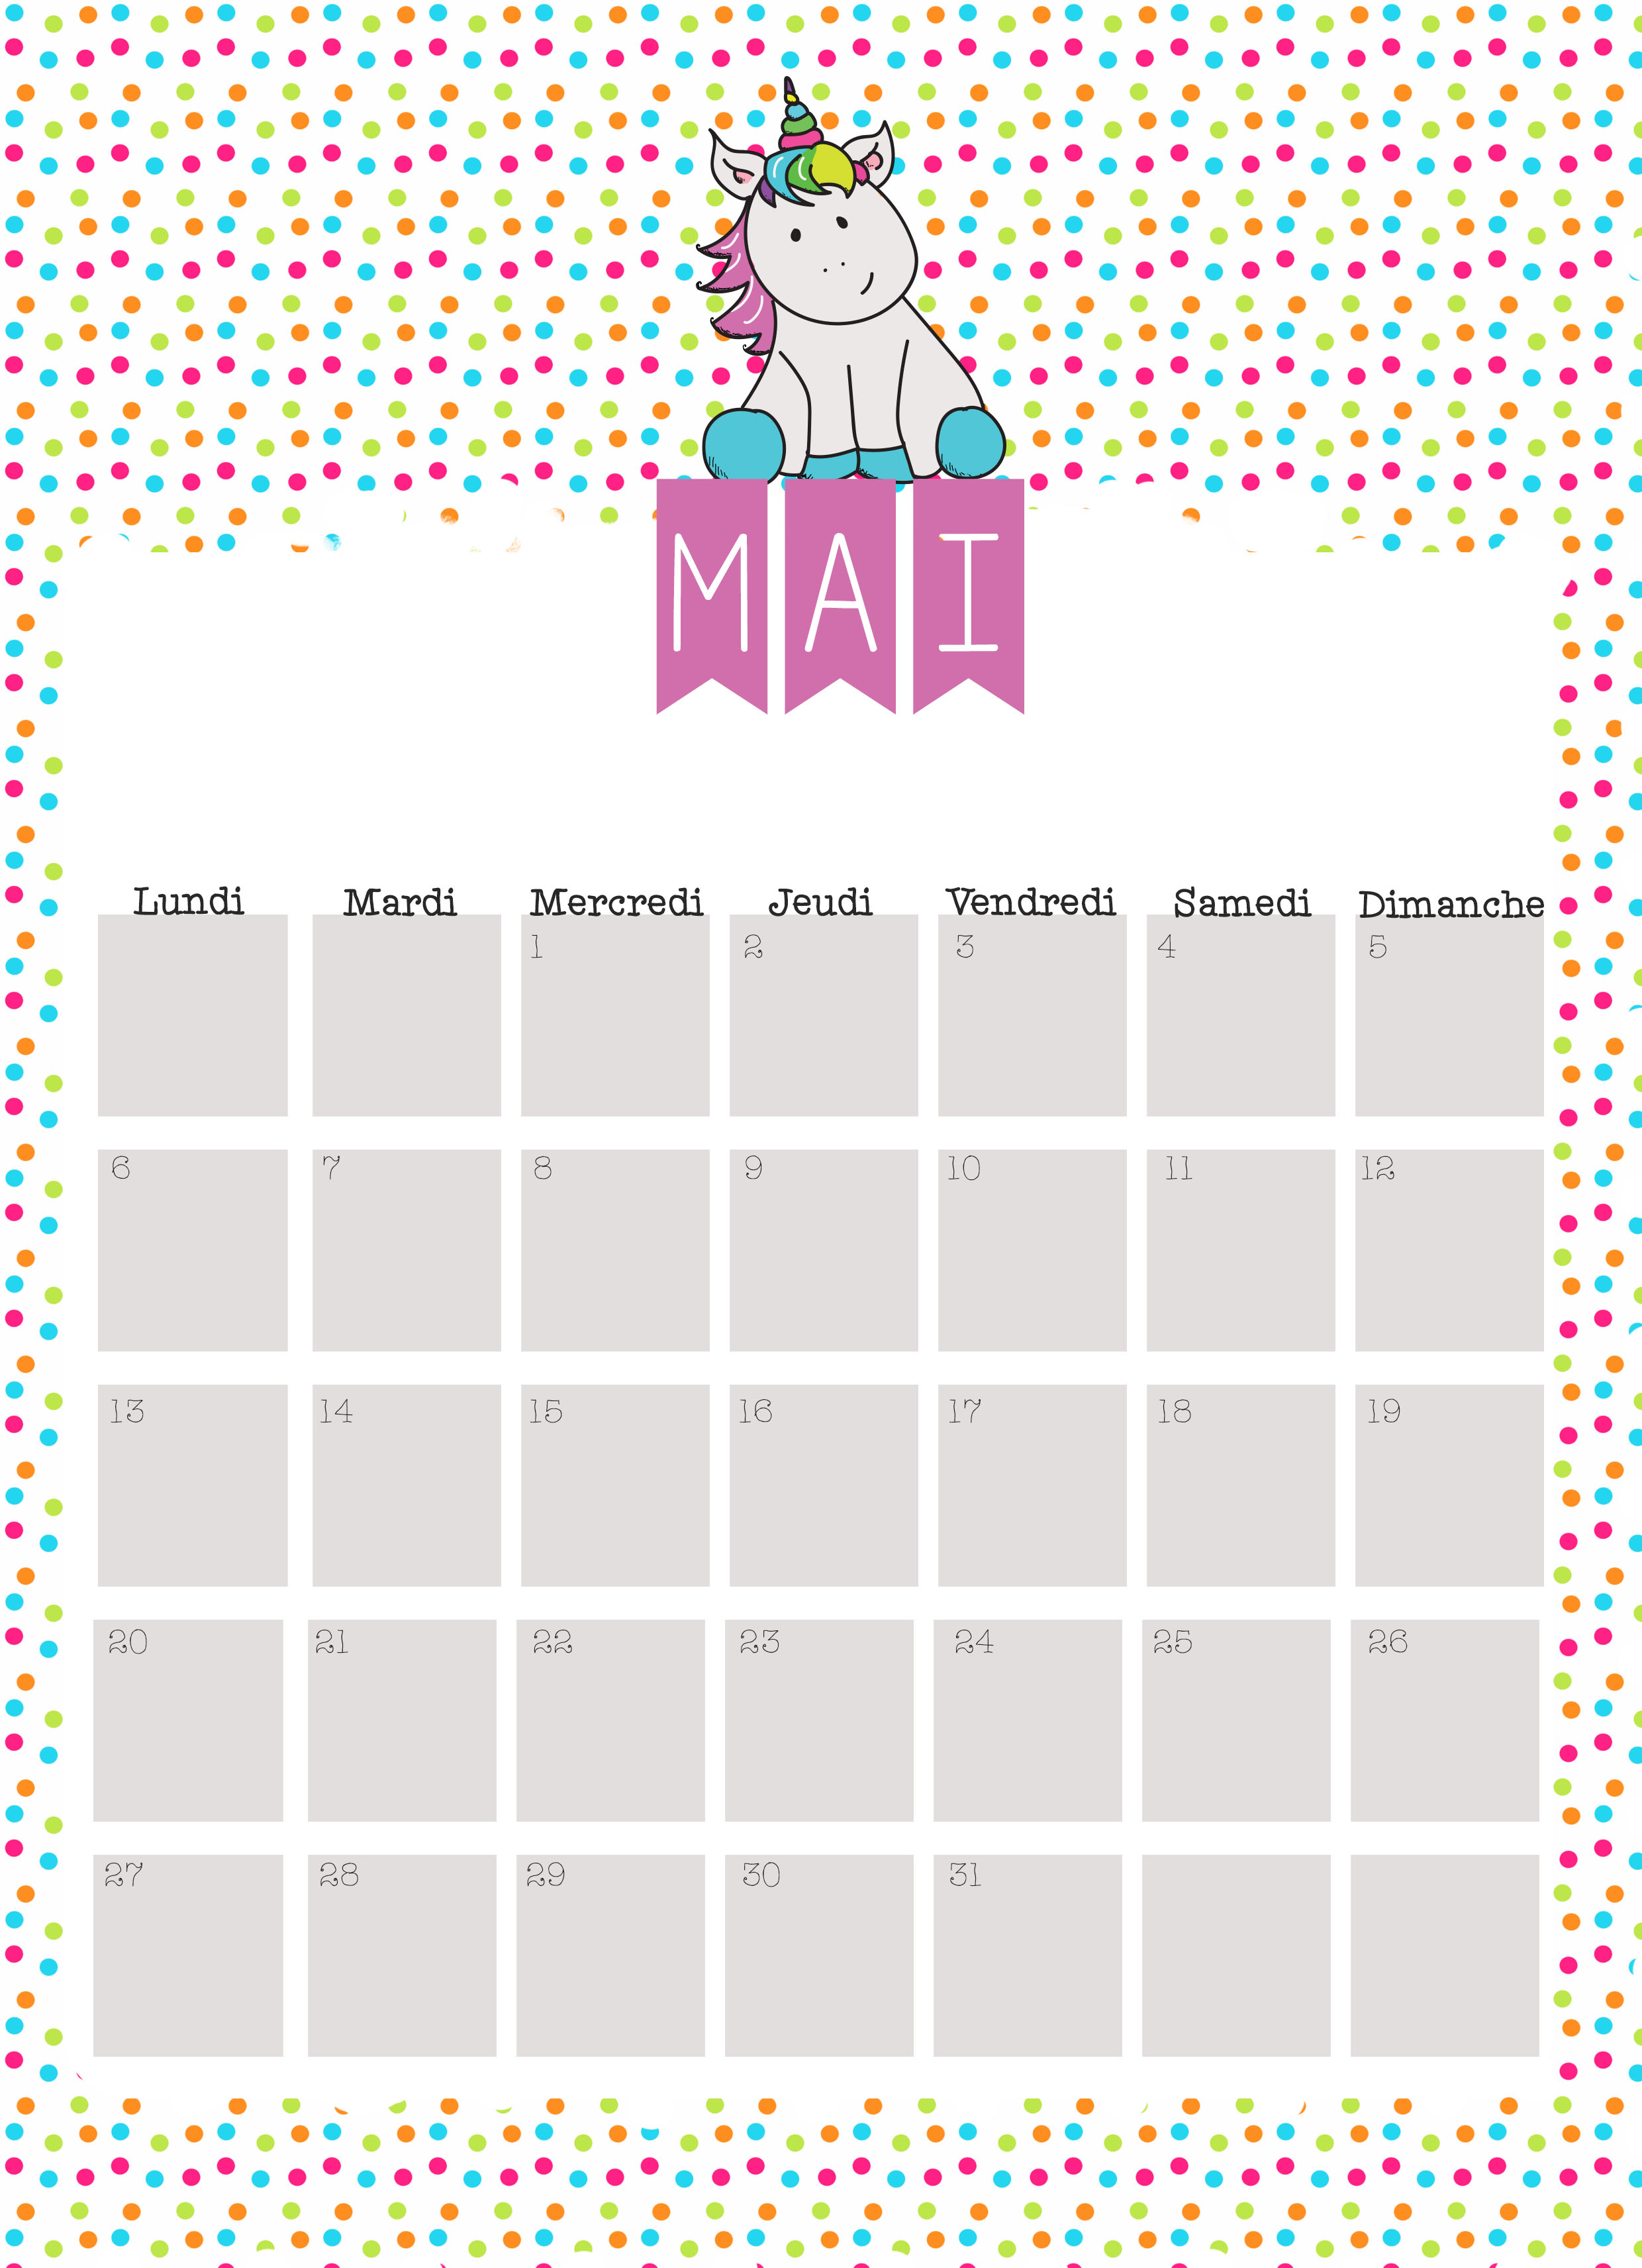 MAI
Lundi Mardi Mercredi Jeudi Vendredi Samedi Dimanche
1 2 3 4 5
6 7 8 9 10 11 12
13 14 15 16 17 18 19
20 21 22 23 24 25 26
27 28 29 30 31